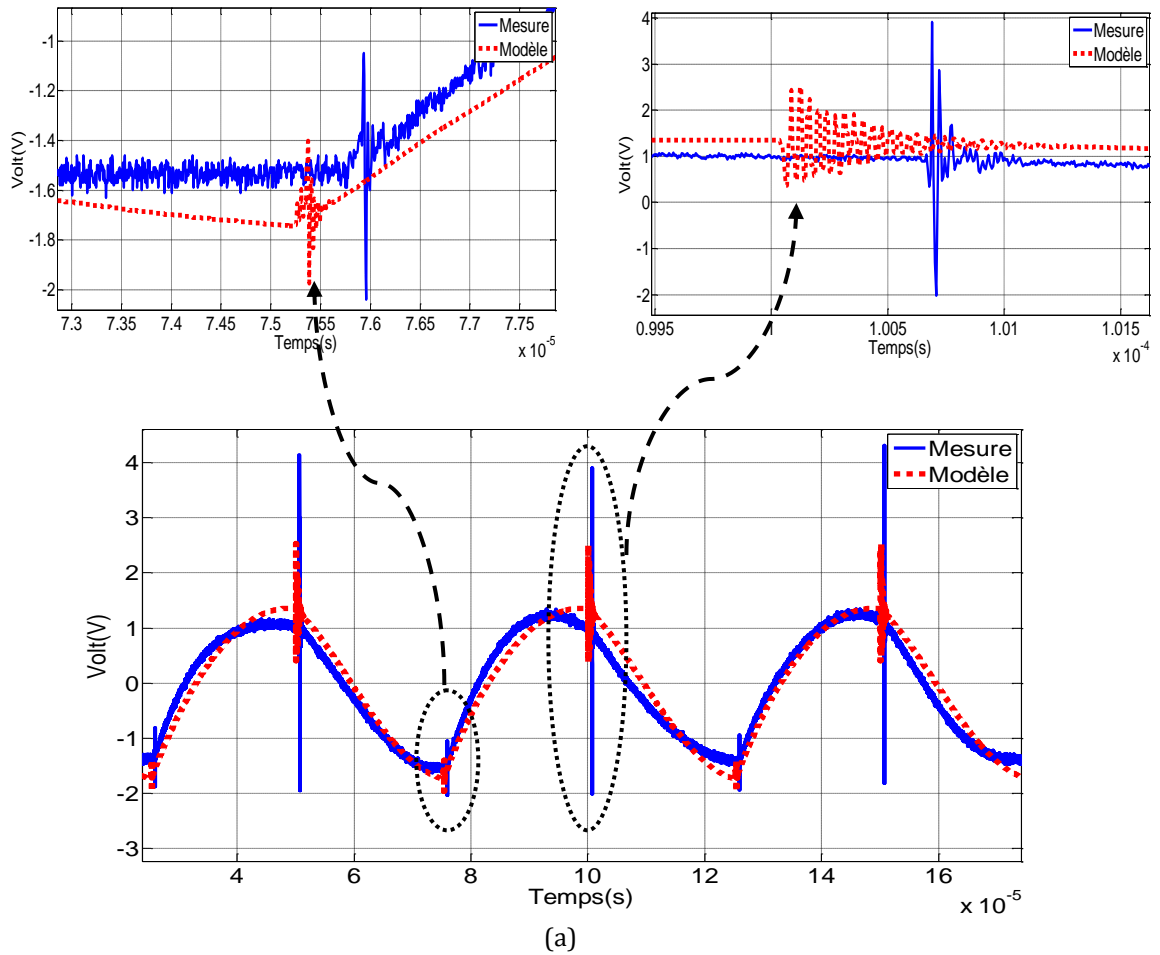 Mesure
Modèle
Volt(V)
-1
-1.2
-1.4
-1.6
-1.8
-2
7.3 7.35 7.4 7.45 7.5 7.55 7.6 7.65 7.7 7.75
Temps(s)
x 10-5
Mesure
Modèle
Volt(V)
4
3
2
1
0
-1
-2
0.995 1 1.005 1.01 1.015
Temps(s)
x 10-4
Mesure
Modèle
Volt(V)
4
3
2
1
0
-1
-2
-3
4 6 8 10 12 14 16
Temps(s)
x 10-5
(a)